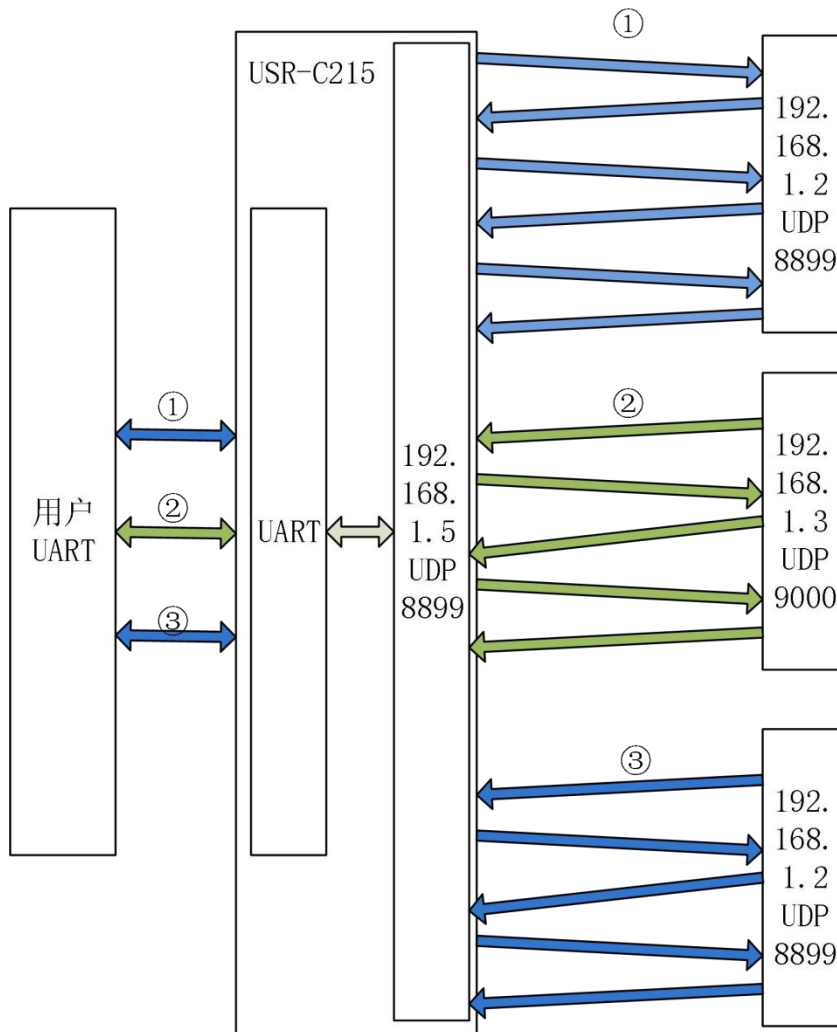 ①
USR-C215
192.
168.
1.2
UDP
8899
①
②
③
用户
UART
UART
192.
168.
1.5
UDP
8899
②
192.
168.
1.3
UDP
9000
③
192.
168.
1.2
UDP
8899